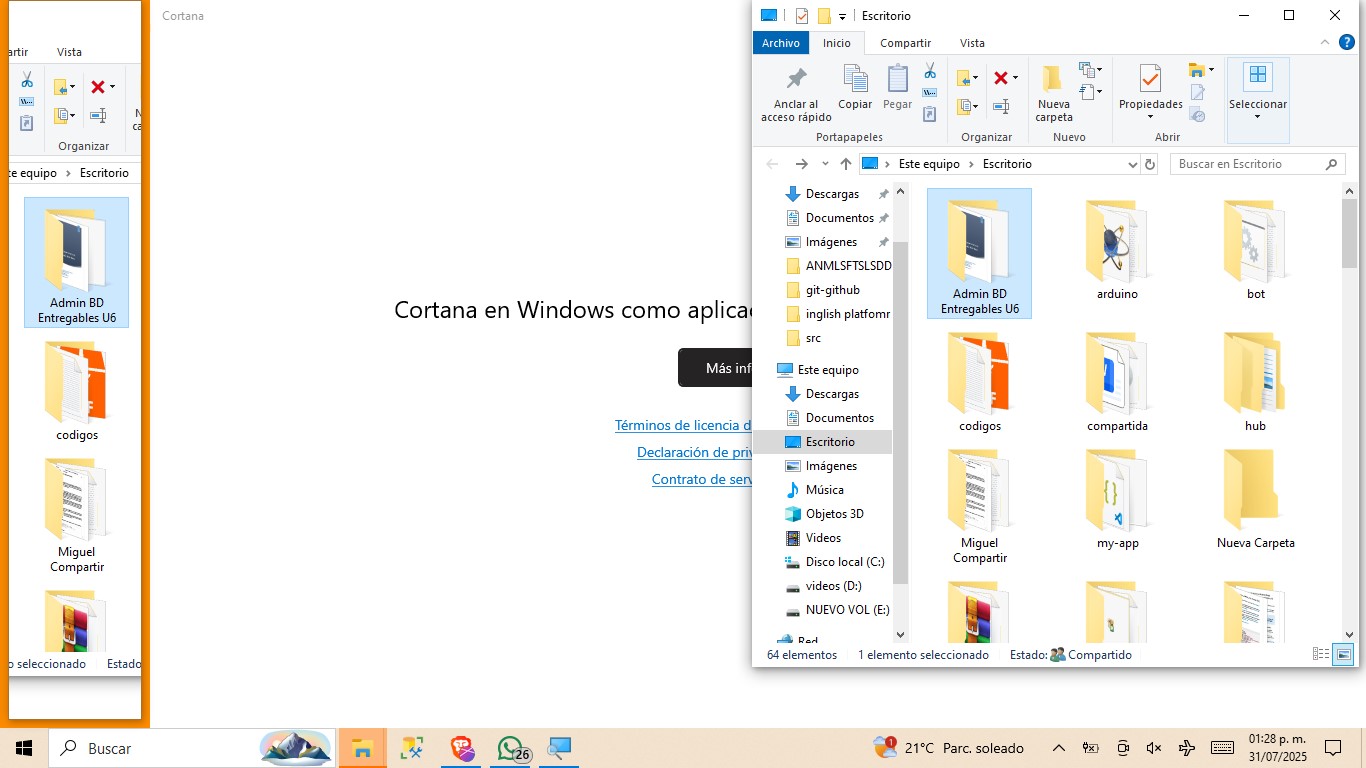 artir
Vista
Organizar
te equipo
Escritorio
Admin BD
Entregables U6
codigos
Miguel
Compartir
o seleccionado
Estado
Cortana
Cortana en Windows como aplica
Más inf
Términos de licencia d
Declaración de priv
Contrato de serv
Escritorio
Archivo
Inicio
Compartir
Vista
Anclar al
acceso rápido
Copiar
Pegar
Portapapeles
Organizar
Nueva
carpeta
Nuevo
Propiedades
Abrir
Seleccionar
Este equipo
Escritorio
Buscar en Escritorio
Descargas
Documentos
Imágenes
ANMLSFTSLSDD
git-github
inglish platfomr
src
Este equipo
Descargas
Documentos
Escritorio
Imágenes
Música
Objetos 3D
Videos
Disco local (C:)
videos (D:)
NUEVO VOL (E:)
Red
Admin BD
Entregables U6
arduino
bot
codigos
compartida
hub
Miguel
Compartir
my-app
Nueva Carpeta
64 elementos
1 elemento seleccionado
Estado:
Compartido
Buscar
26
1
21°C Parc. soleado
01:28 p. m.
31/07/2025